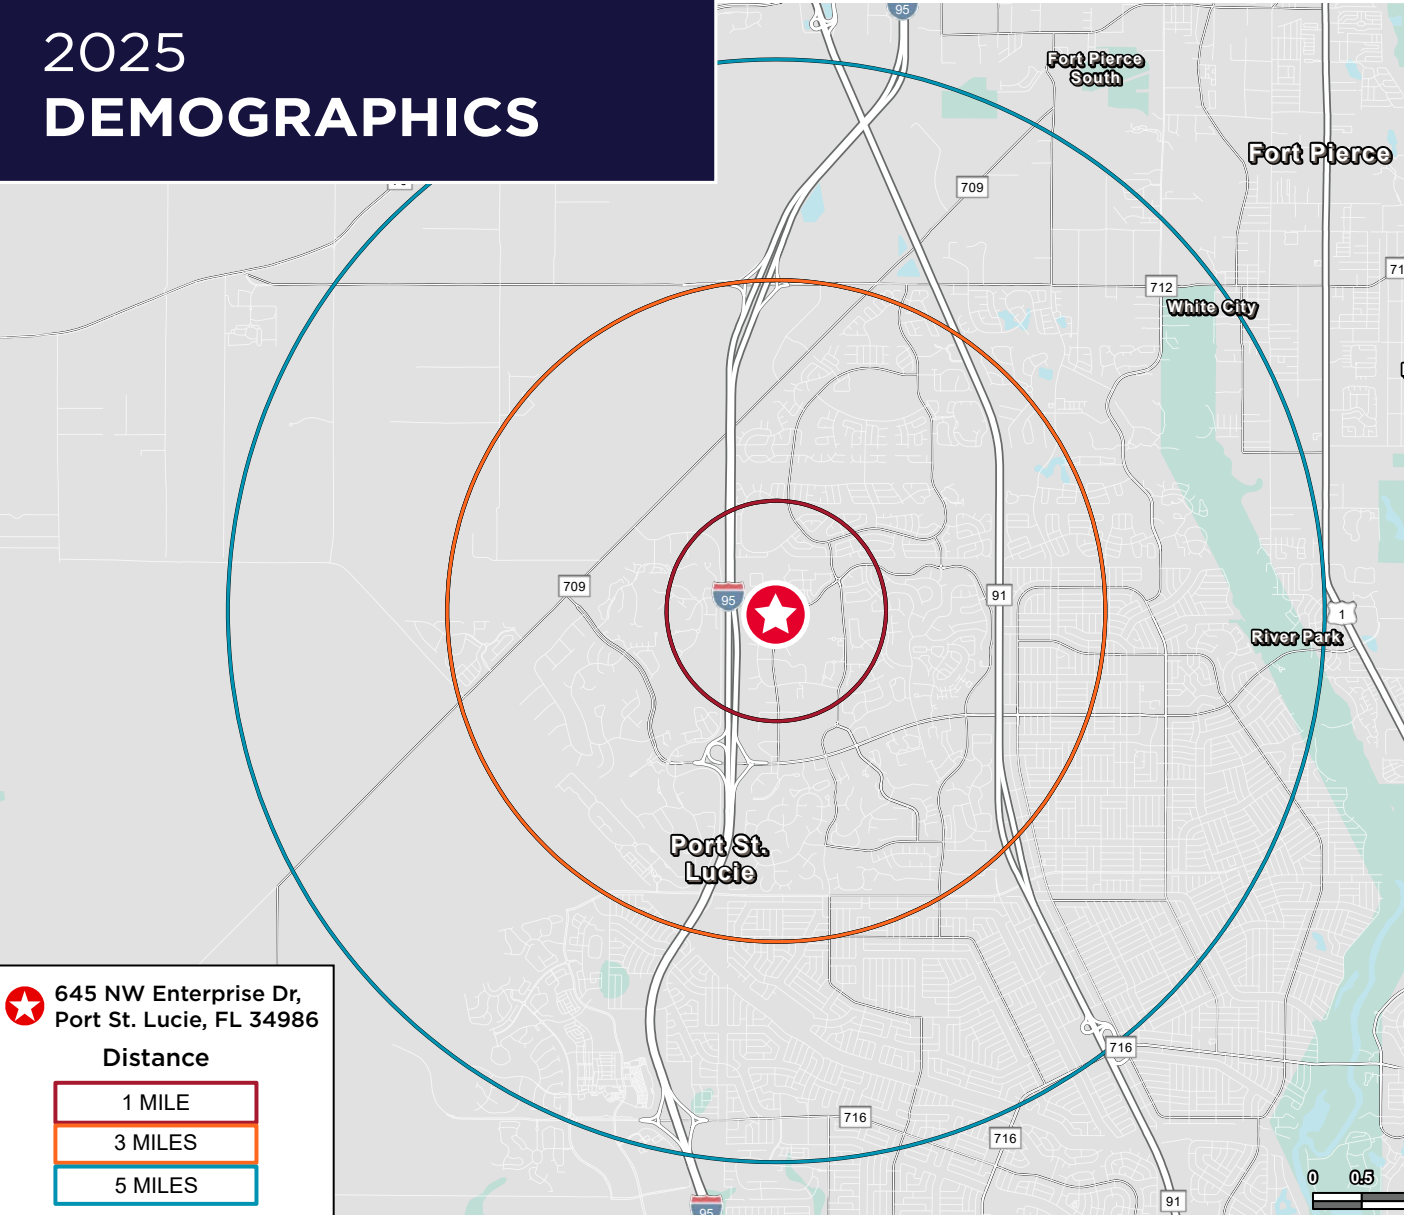 2025
DEMOGRAPHICS
95
Fort Pierce
South
Fort Pierce
709
712
White City
709
95
91
1
River Park
Port St.
Lucie
645 NW Enterprise Dr,
Port St. Lucie, FL 34986
Distance
1 MILE
3 MILES
5 MILES
716
716
716
91
95
0 0.5